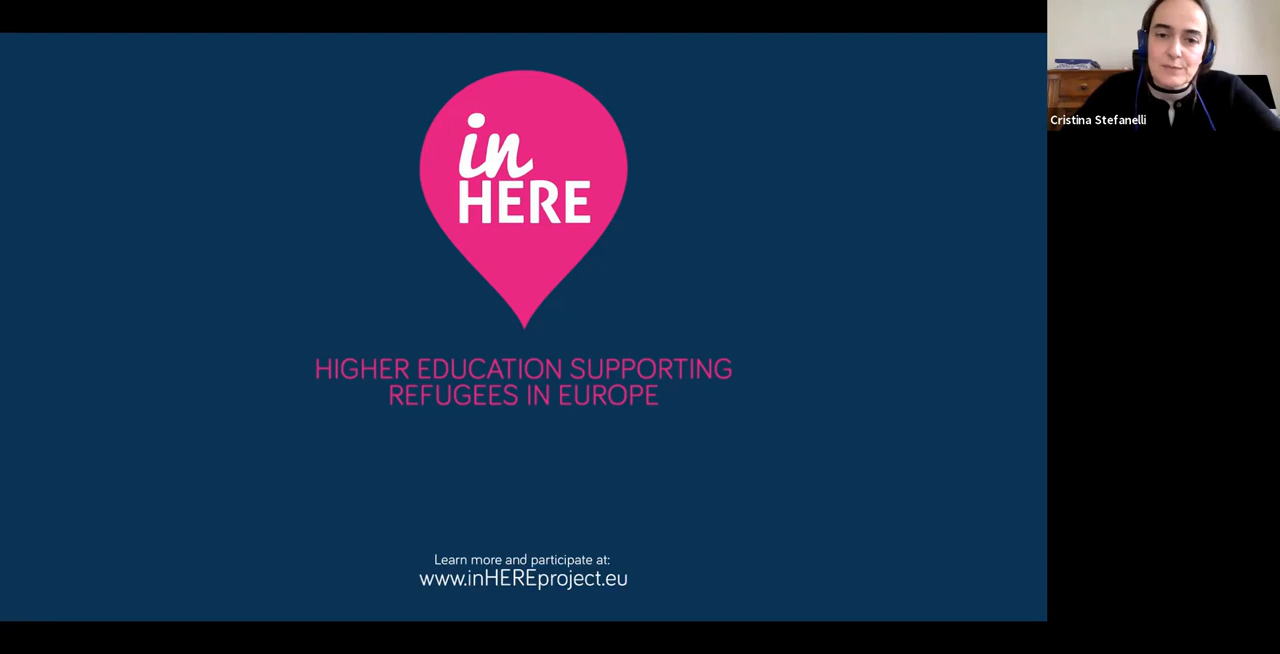 in
HERE
HIGHER EDUCATION SUPPORTING
REFUGEES IN EUROPE
Learn more and participate at:
www.inHEREproject.eu
Cristina Stefanelli